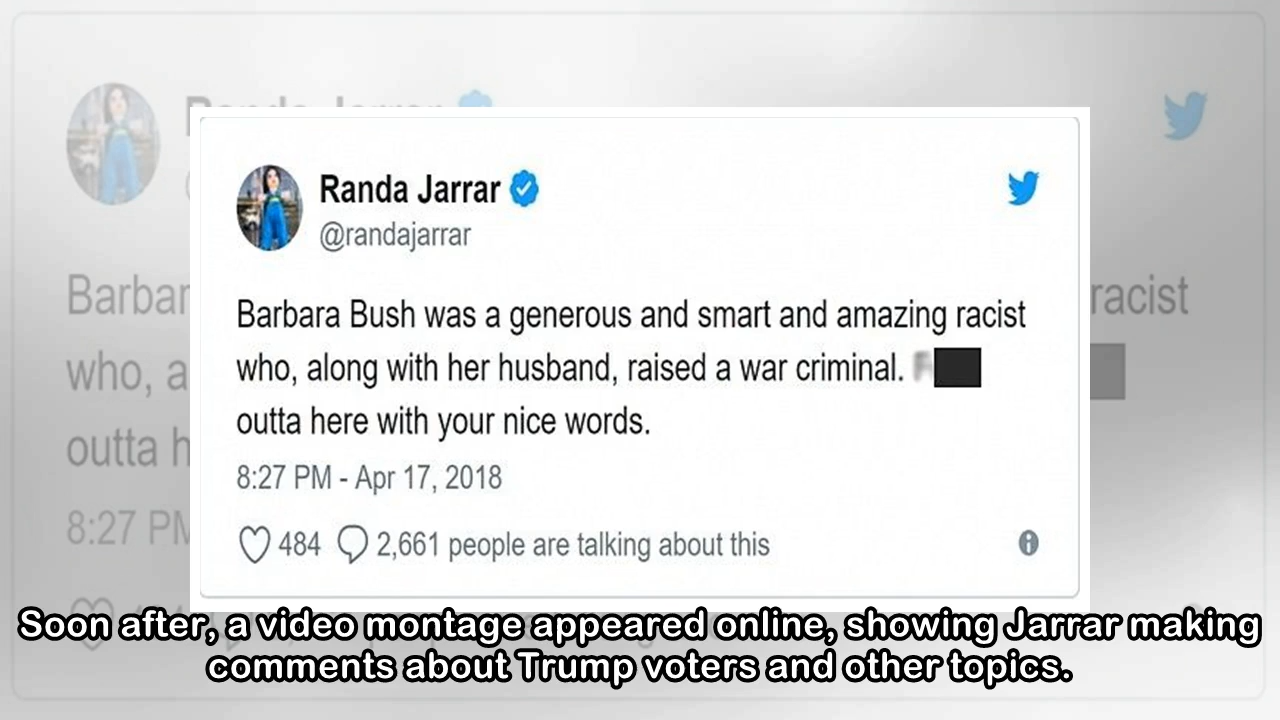 Randa Jarrar
@randajarrar
Barbara Bush was a generous and smart and amazing racist
who, along with her husband, raised a war criminal.
outta here with your nice words.
8:27 PM - Apr 17, 2018
484 2,661 people are talking about this
Soon after, a video montage appeared online, showing Jarrar making
comments about Trump voters and other topics.